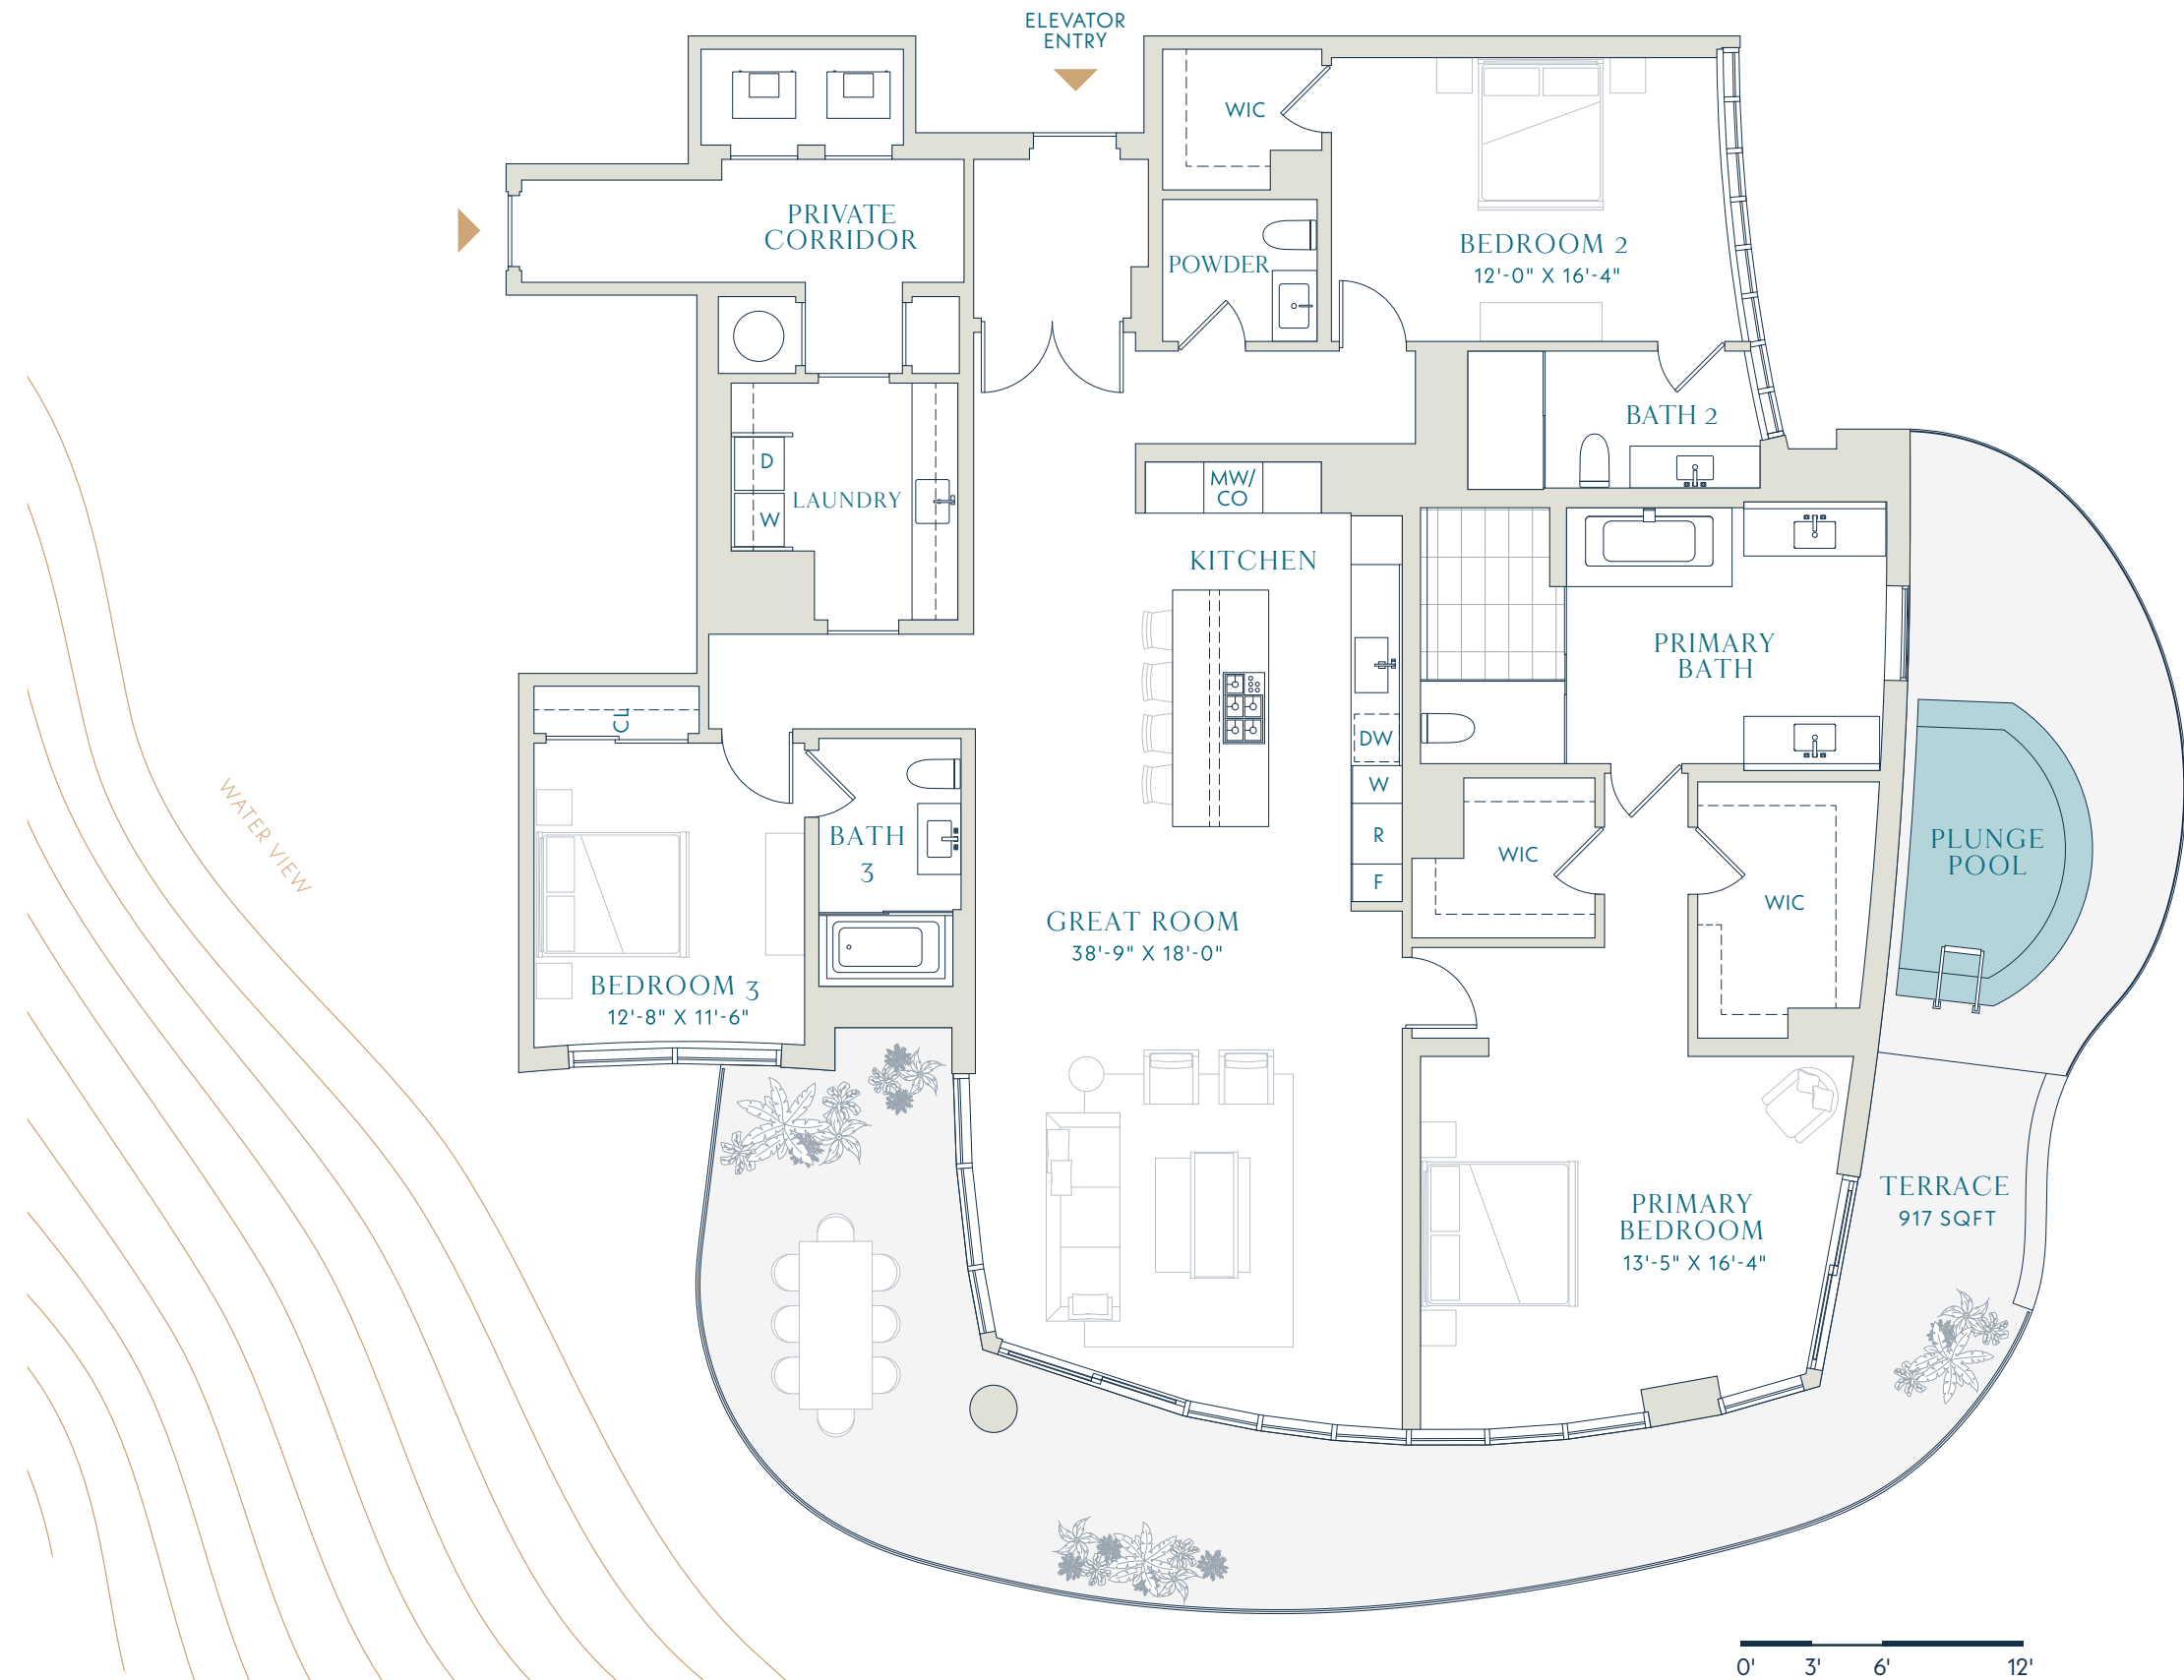 ELEVATOR
ENTRY
WIC
PRIVATE
CORRIDOR
POWDER
BEDROOM 2
12'-0" X 16'-4"
BATH 2
D
W
LAUNDRY
MW/
CO
KITCHEN
PRIMARY
BATH
CL
DW
W
R
F
WATER VIEW
BATH
3
WIC
WIC
PLUNGE
POOL
GREAT ROOM
38'-9" X 18'-0"
BEDROOM 3
12'-8" X 11'-6"
TERRACE
917 SQFT
PRIMARY
BEDROOM
13'-5" X 16'-4"
0' 3' 6' 12'